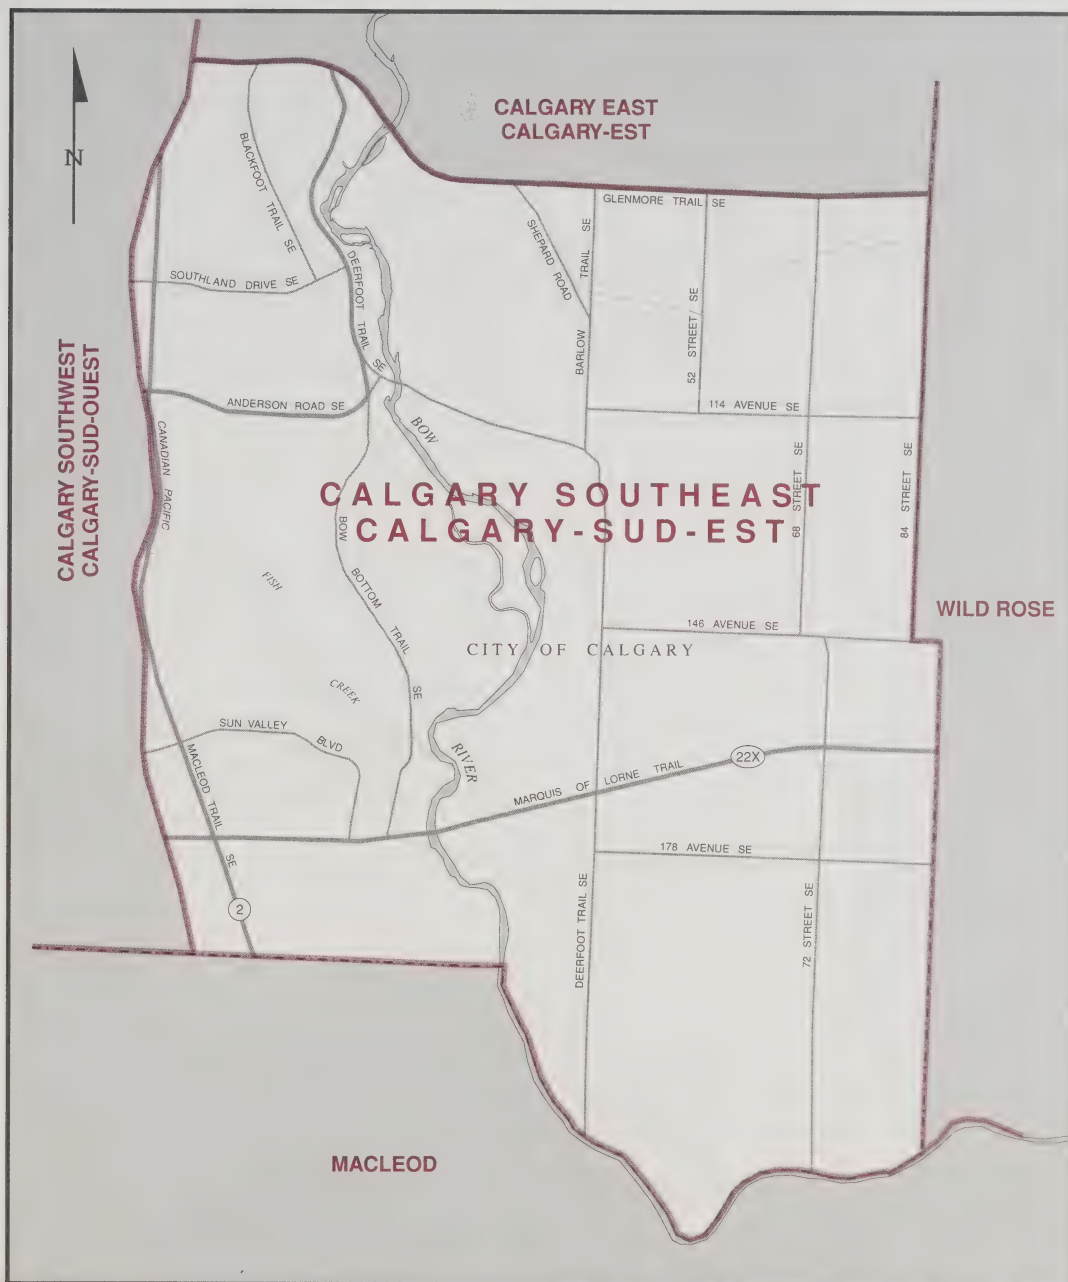 CALGARY EAST
CALGARY-EST
N
BLACKFOOT TRAIL SE
GLENMORE TRAIL SE
SHEPARD ROAD
BARLOW TRAIL SE
DEERFOOT TRAIL SE
SOUTHLAND DRIVE SE
52 STREET SE
CALGARY SOUTHWEST
CALGARY-SUD-OUEST
ANDERSON ROAD SE
114 AVENUE SE
CANADIAN PACIFIC
BOW
68 STREET SE
84 STREET SE
CALGARY SOUTHEAST
CALGARY-SUD-EST
BOW BOTTOM TRAIL SE
FISH
WILD ROSE
146 AVENUE SE
CITY OF CALGARY
CREEK
SUN VALLEY BLVD
MACLEOD TRAIL SE
RIVER
22X
MARQUIS OF LORNE TRAIL
178 AVENUE SE
2
DEERFOOT TRAIL SE
72 STREET SE
MACLEOD